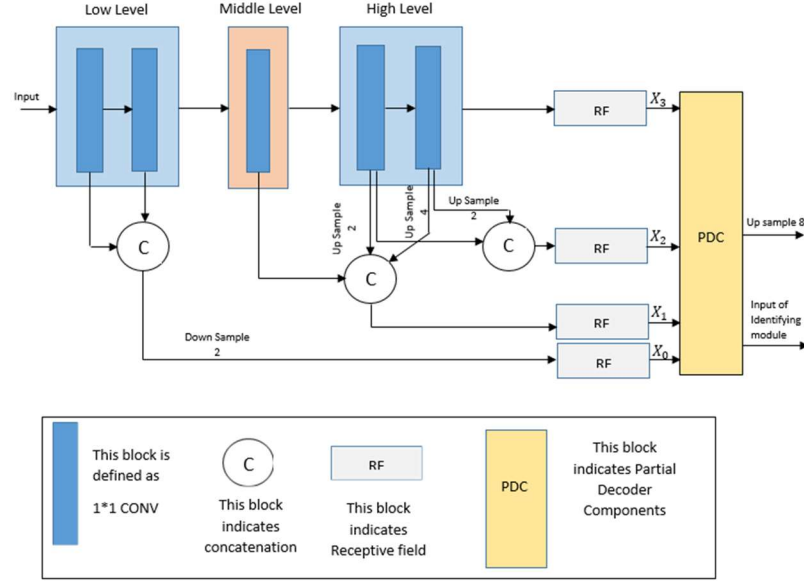 Low Level
Middle Level
High Level
Input
RF
X3
Up Sample
2
Up Sample
4
Up Sample
2
C
C
C
RF
X2
PDC
Up sample 8
RF
X1
Input of
Identifying
module
Down Sample
2
RF
X0
This block is
defined as
1*1 CONV
C
This block
indicates
concatenation
RF
This block
indicates
Receptive field
PDC
This block
indicates Partial
Decoder
Components